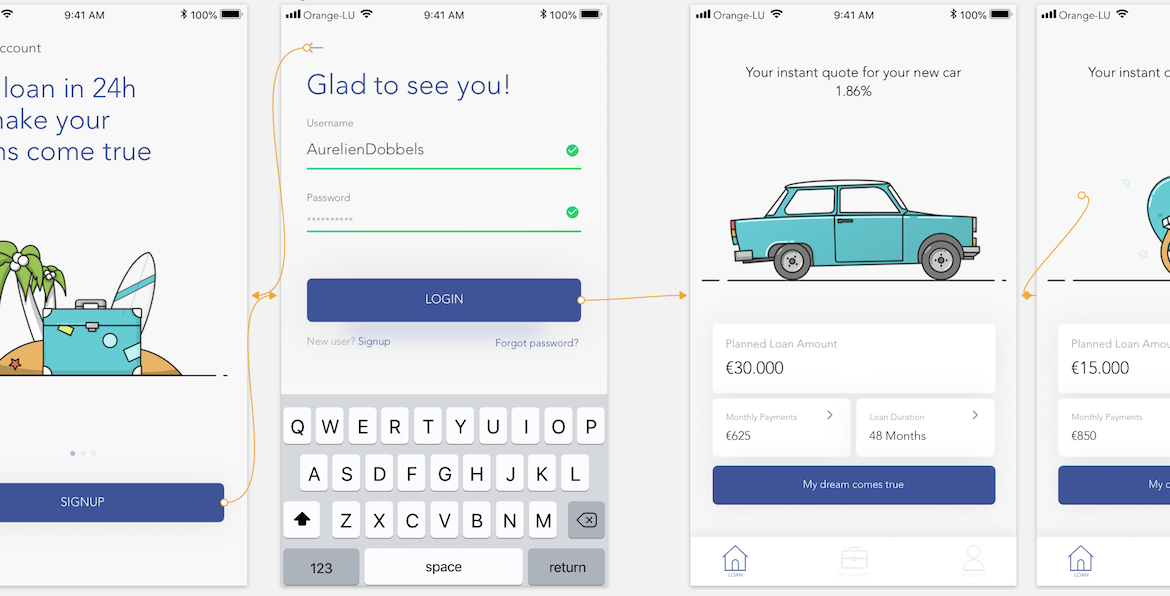 9:41 AM
100%
ccount
loan in 24h
ake your
s come true
SIGNUP
Orange-LU
9:41 AM
100%
Glad to see you!
Username
AurelienDobbels
Password
**********
LOGIN
New user? Signup
Forgot password?
Q W E R T Y U I O P
A S D F G H J K L
Z X C V B N M
123
space
return
Orange-LU
9:41 AM
100%
Your instant quote for your new car
1.86%
Planned Loan Amount
€30.000
Monthly Payments
€625
Loan Duration
48 Months
My dream comes true
LOAN
Orange-LU
9:41
Your instant
Planned Loan Amou
€15.000
Monthly Payments
€850
My
LOAN